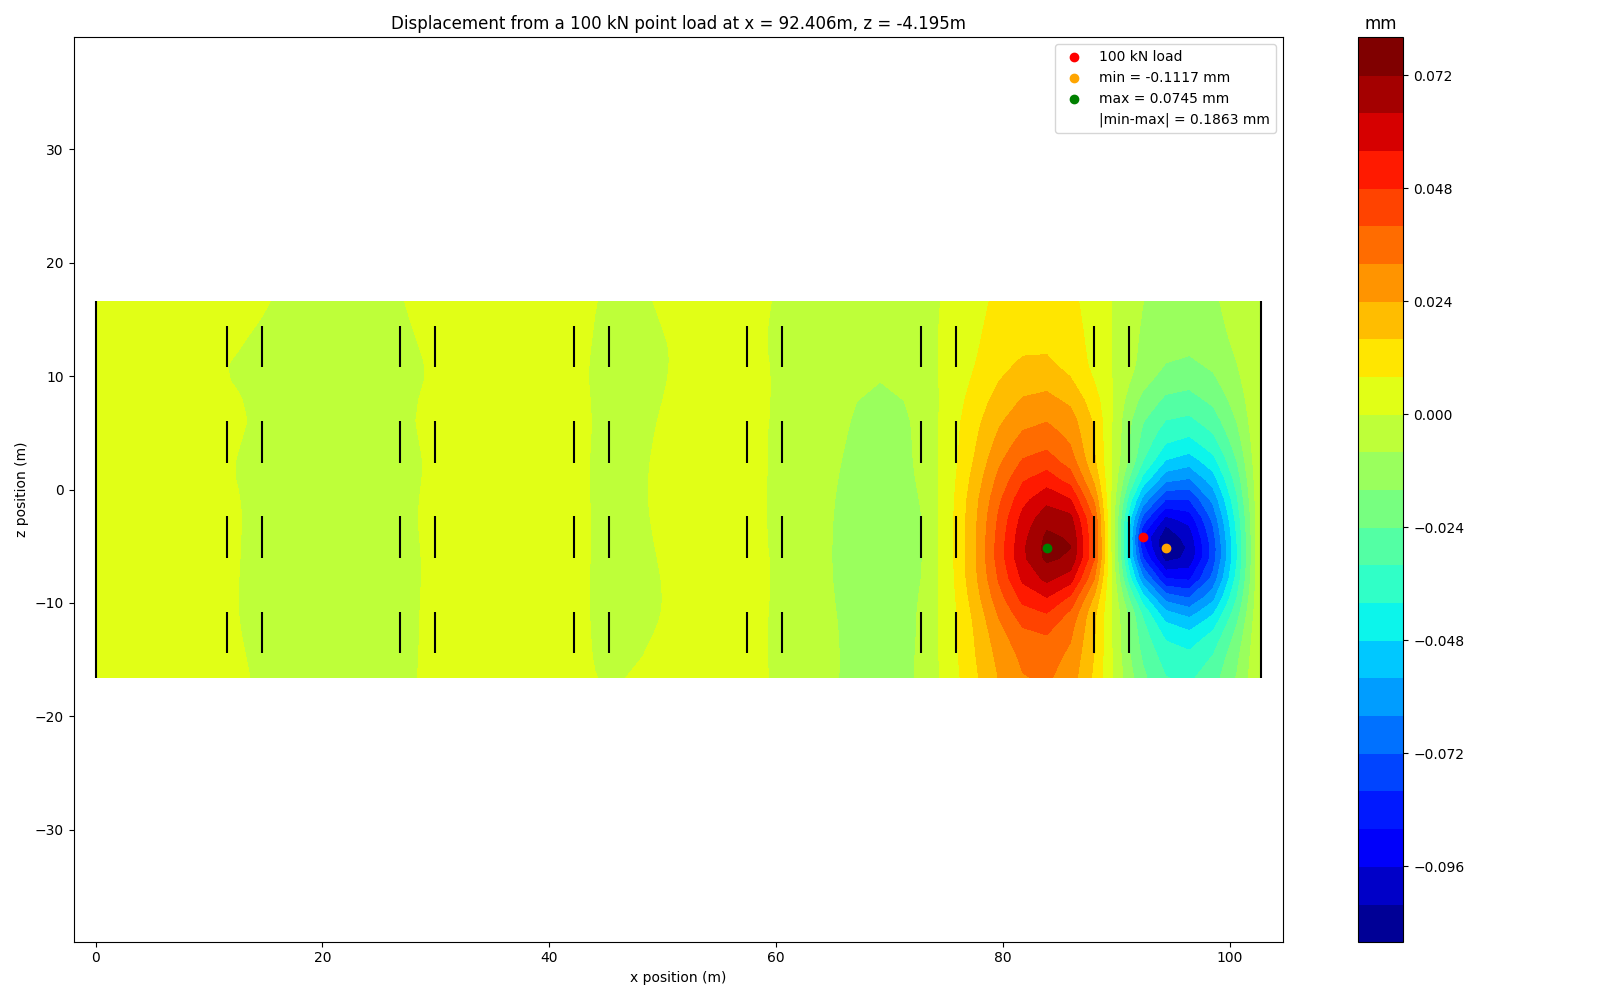 Displacement from a 100 kN point load at x = 92.406m, z = -4.195m
mm
100 kN load
min = -0.1117 mm
max = 0.0745 mm
|min-max| = 0.1863 mm
z position (m)
30
20
10
0
−10
−20
−30
0
20
40
60
80
100
x position (m)
0.072
0.048
0.024
0.000
−0.024
−0.048
−0.072
−0.096